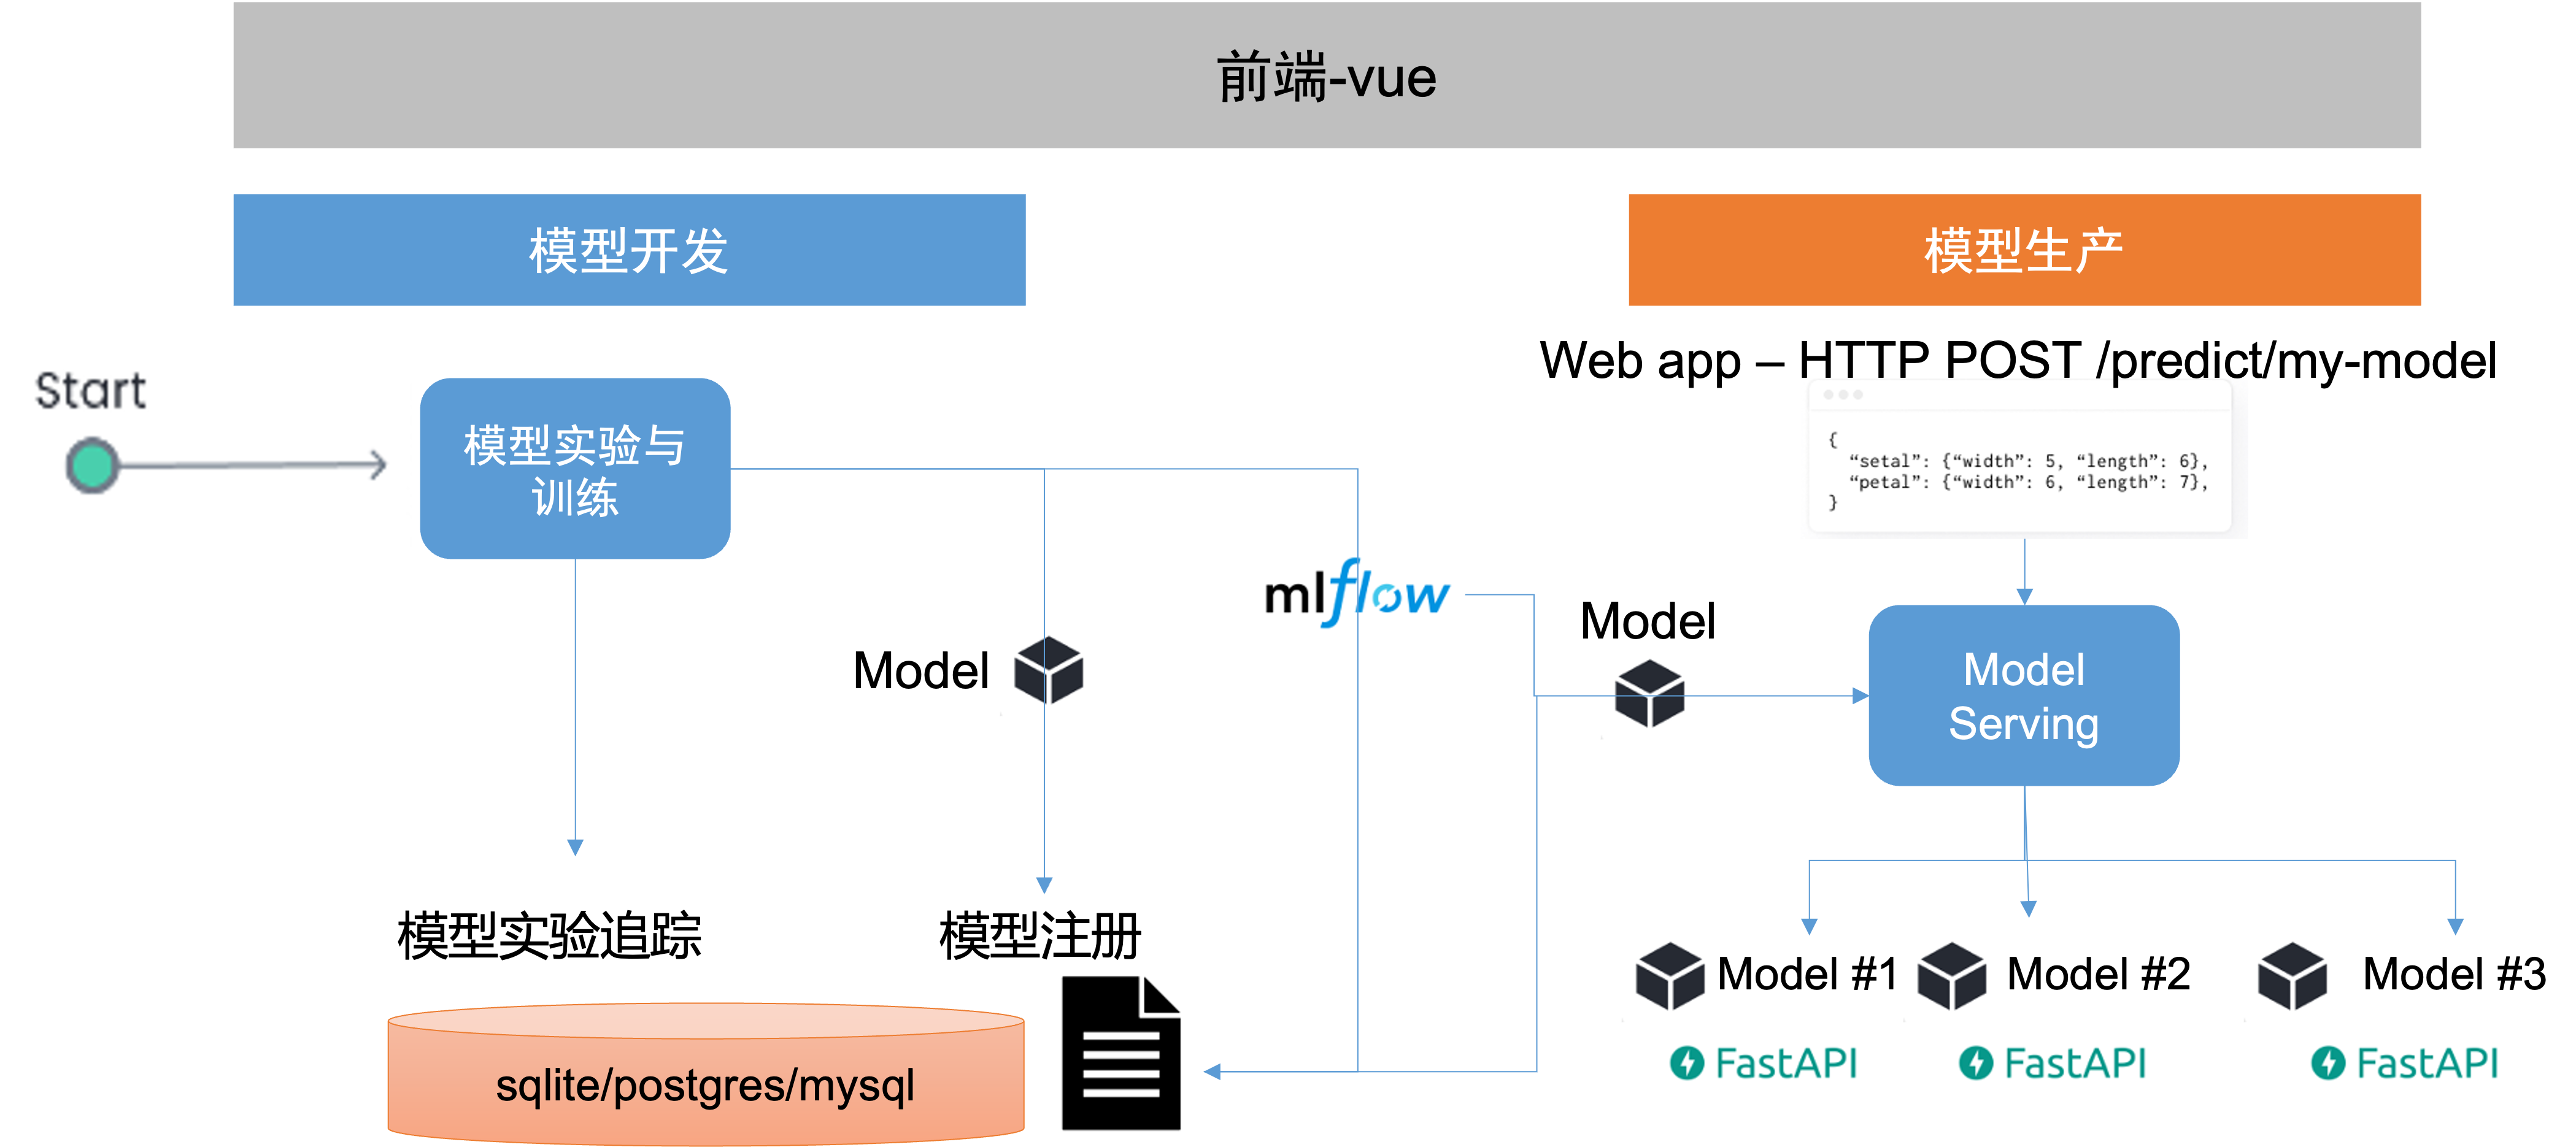 前端-vue
模型开发
模型生产
Web app – HTTP POST /predict/my-model
Start
模型实验与
训练
{
“setal”: {“width”: 5, “length”: 6},
“petal”: {“width”: 6, “length”: 7},
}
mlflow
Model
Model
Model
Serving
模型实验追踪
模型注册
Model #1
Model #2
Model #3
sqlite/postgres/mysql
FastAPI
FastAPI
FastAPI